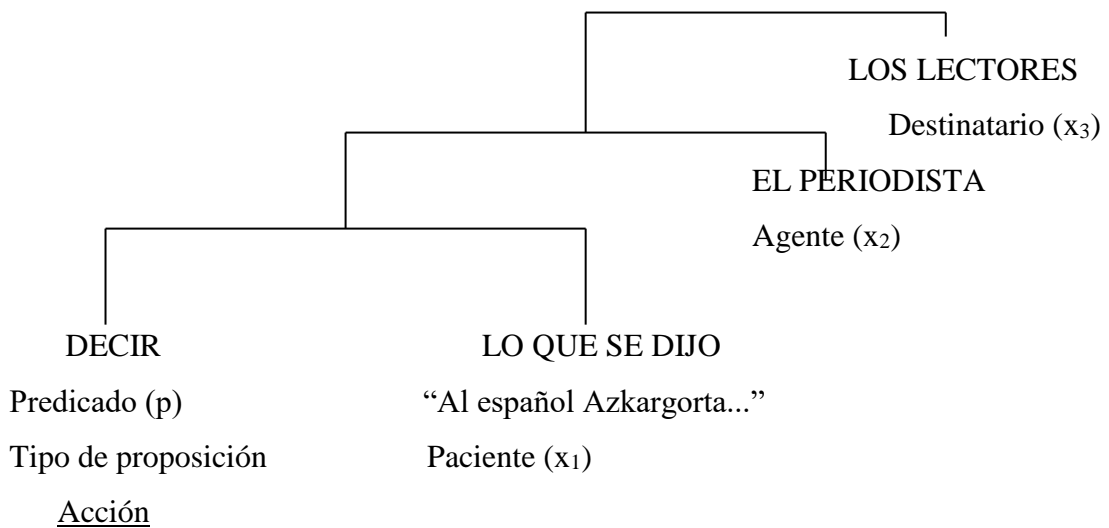 LOS LECTORES
Destinatario (x₃)
EL PERIODISTA
Agente (x₂)
DECIR LO QUE SE DIJO
Predicado (p) “Al español Azkargorta...”
Tipo de proposición Paciente (x₁)
Acción